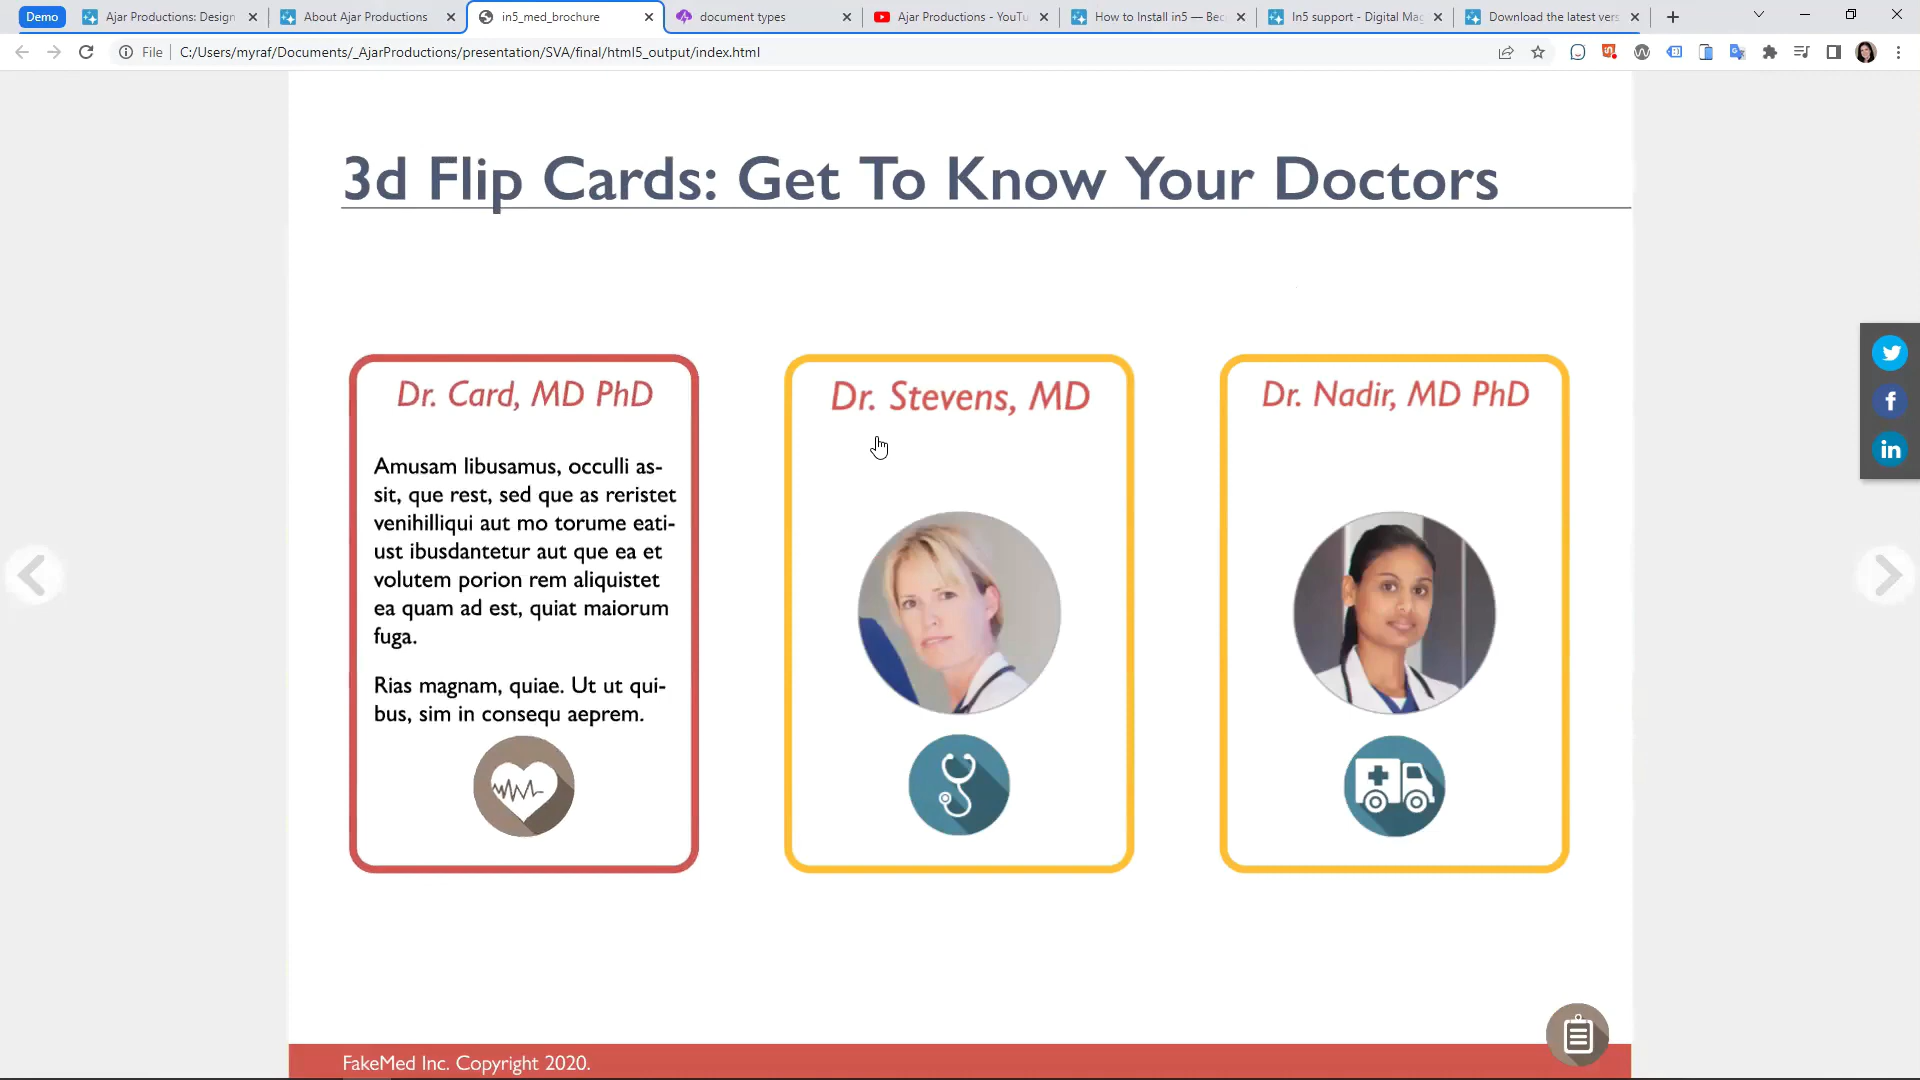 Demo
Ajar Productions: Design
About Ajar Productions
in5_med_brochure
document types
Ajar Productions - YouTu
How to Install in5 — Bec
In5 support - Digital Mag
Download the latest vers
File
C:/Users/myraf/Documents/_AjarProductions/presentation/SVA/final/html5_output/index.html
3d Flip Cards: Get To Know Your Doctors
Dr. Card, MD PhD
Amusam libusamus, occulli as-
sit, que rest, sed que as reristet
venihilliqui aut mo torume eati-
ust ibusdantetur aut que ea et
volutem porion rem aliquistet
ea quam ad est, quiat maiorum
fuga.
Rias magnam, quiae. Ut ut qui-
bus, sim in consequ aeprem.
Dr. Stevens, MD
Dr. Nadir, MD PhD
FakeMed Inc. Copyright 2020.